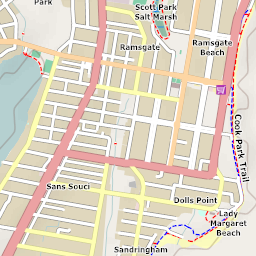 Park
Scott Park
Salt Marsh
Ramsgate
Ramsgate
Beach
Cook Park Trail
Sans Souci
Dolls Point
Lady
Margaret
Beach
Sandringham